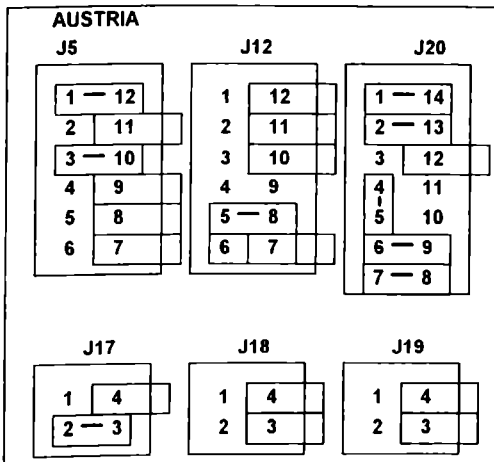 AUSTRIA
J5 J12 J20
1 — 12 1 12 1 — 14
2 11 2 11 2 — 13
3 — 10 3 10 3 12
4 9 4 9 4 11
5 8 5 — 8 5 10
6 7 6 7 6 — 9
7 — 8
J17 J18 J19
1 4 1 4 1 4
2 — 3 2 3 2 3